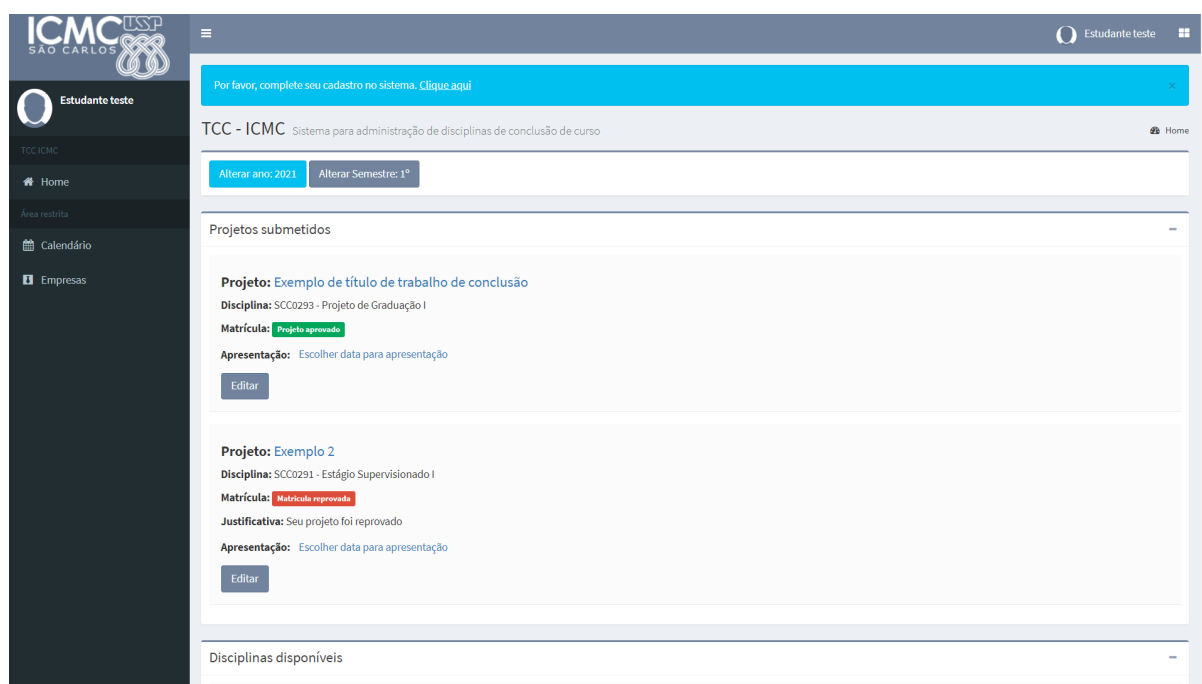 ICMC USP
SÃO CARLOS
Estudante teste
Estudante teste
TCC ICMC
Home
Área restrita
Calendário
Empresas
Por favor, complete seu cadastro no sistema. Clique aqui ×
TCC - ICMC Sistema para administração de disciplinas de conclusão de curso
Home
Alterar ano: 2021 Alterar Semestre: 1º
Projetos submetidos
Projeto: Exemplo de título de trabalho de conclusão
Disciplina: SCC0293 - Projeto de Graduação I
Matrícula: Projeto aprovado
Apresentação: Escolher data para apresentação
Editar
Projeto: Exemplo 2
Disciplina: SCC0291 - Estágio Supervisionado I
Matrícula: Matricula reprovada
Justificativa: Seu projeto foi reprovado
Apresentação: Escolher data para apresentação
Editar
Disciplinas disponíveis